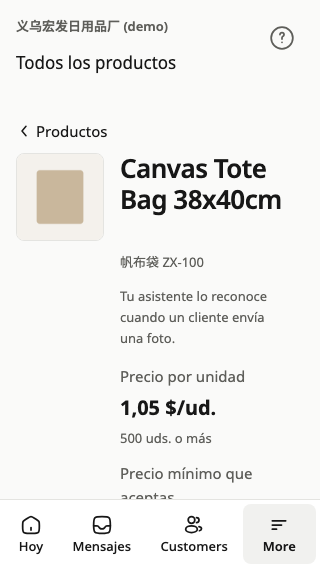 义乌宏发日用品厂 (demo)
Todos los productos
Productos
Canvas Tote
Bag 38x40cm
帆布袋 ZX-100
Tu asistente lo reconoce
cuando un cliente envía
una foto.
Precio por unidad
1,05 $/ud.
500 uds. o más
Precio mínimo que
aceptas
Hoy
Mensajes
Customers
More